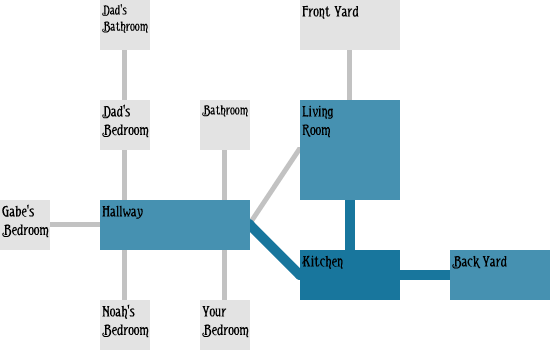 Dad's
Bathroom
Front Yard
Dad's
Bedroom
Bathroom
Living
Room
Gabe's
Bedroom
Hallway
Kitchen
Back Yard
Noah's
Bedroom
Your
Bedroom